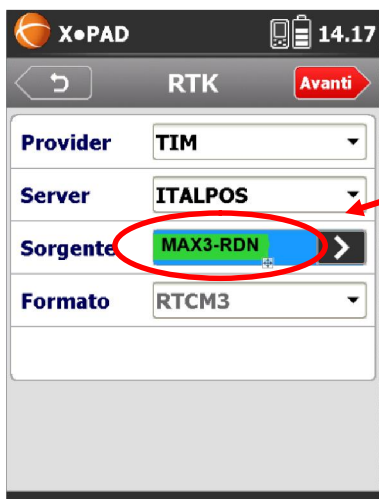 X•PAD 14.17
RTK Avanti
Provider TIM
Server ITALPOS
Sorgente MAX3-RDN
Formato RTCM3